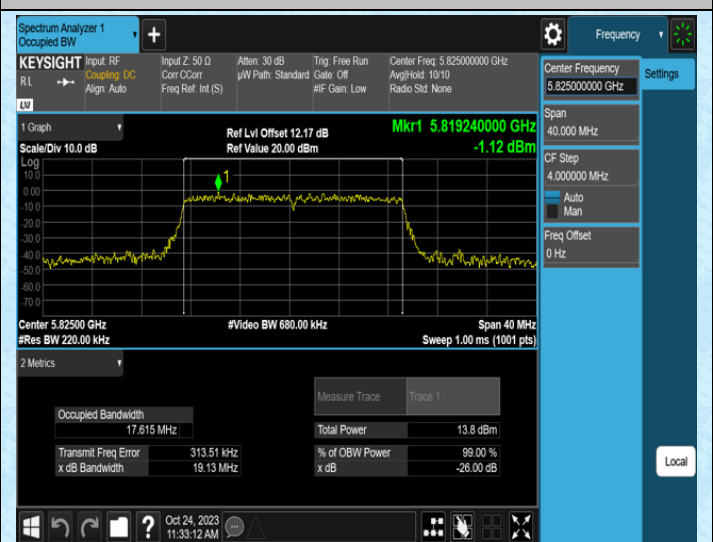 Spectrum Analyzer 1
Occupied BW
+
Frequency
KEYSIGHT
RL
LXI
Input: RF
Coupling: DC
Align: Auto
Input Z: 50 Ω
Corr CCorr
Freq Ref: Int (S)
Atten: 30 dB
µW Path: Standard
Trig: Free Run
Gate: Off
#IF Gain: Low
Center Freq: 5.825000000 GHz
Avg|Hold: 10/10
Radio Std: None
Center Frequency
5.825000000 GHz
Settings
Span
40.000 MHz
CF Step
4.000000 MHz
Auto
Man
Freq Offset
0 Hz
Local
1 Graph
Scale/Div 10.0 dB
Ref Lvl Offset 12.17 dB
Ref Value 20.00 dBm
Mkr1 5.819240000 GHz
-1.12 dBm
Log
10.0
0.00
-10.0
-20.0
-30.0
-40.0
-50.0
-60.0
-70.0
1
Center 5.82500 GHz
#Res BW 220.00 kHz
#Video BW 680.00 kHz
Span 40 MHz
Sweep 1.00 ms (1001 pts)
2 Metrics
Measure Trace
Trace 1
Occupied Bandwidth
17.615 MHz
Total Power
13.8 dBm
Transmit Freq Error
313.51 kHz
% of OBW Power
99.00 %
x dB Bandwidth
19.13 MHz
x dB
-26.00 dB
?
Oct 24, 2023
11:33:12 AM